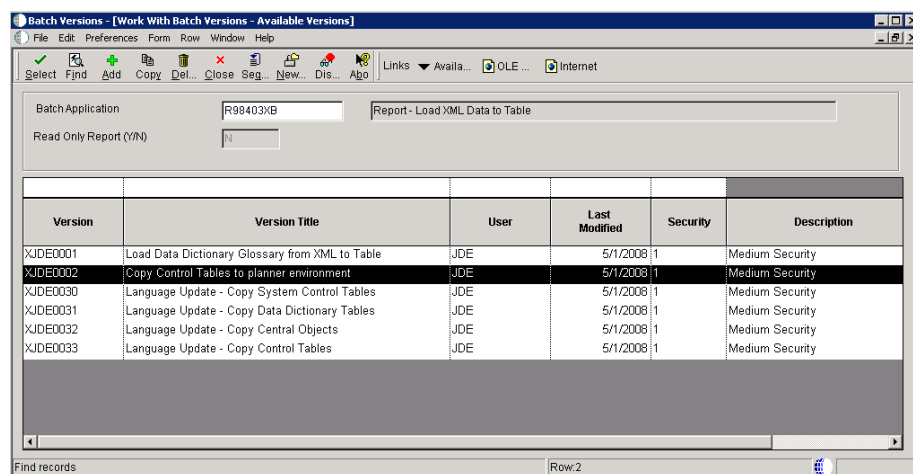 Batch Versions - [Work With Batch Versions - Available Versions]
File Edit Preferences Form Row Window Help
Select Find Add Copy Del... Close Seq... New... Dis... Abo Links Availa... OLE ... Internet
Batch Application R98403XB Report - Load XML Data to Table
Read Only Report (Y/N) N
Version Version Title User Last Modified Security Description
XJDE0001 Load Data Dictionary Glossary from XML to Table JDE 5/1/2008 1 Medium Security
XJDE0002 Copy Control Tables to planner environment JDE 5/1/2008 1 Medium Security
XJDE0030 Language Update - Copy System Control Tables JDE 5/1/2008 1 Medium Security
XJDE0031 Language Update - Copy Data Dictionary Tables JDE 5/1/2008 1 Medium Security
XJDE0032 Language Update - Copy Central Objects JDE 5/1/2008 1 Medium Security
XJDE0033 Language Update - Copy Control Tables JDE 5/1/2008 1 Medium Security
Find records Row:2